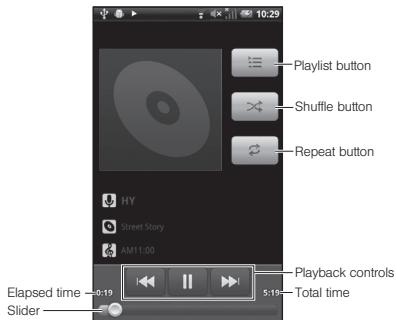 10:29
Playlist button
Shuffle button
Repeat button
HY
Street Story
AM11:00
Playback controls
Elapsed time 0:19
5:19 Total time
Slider